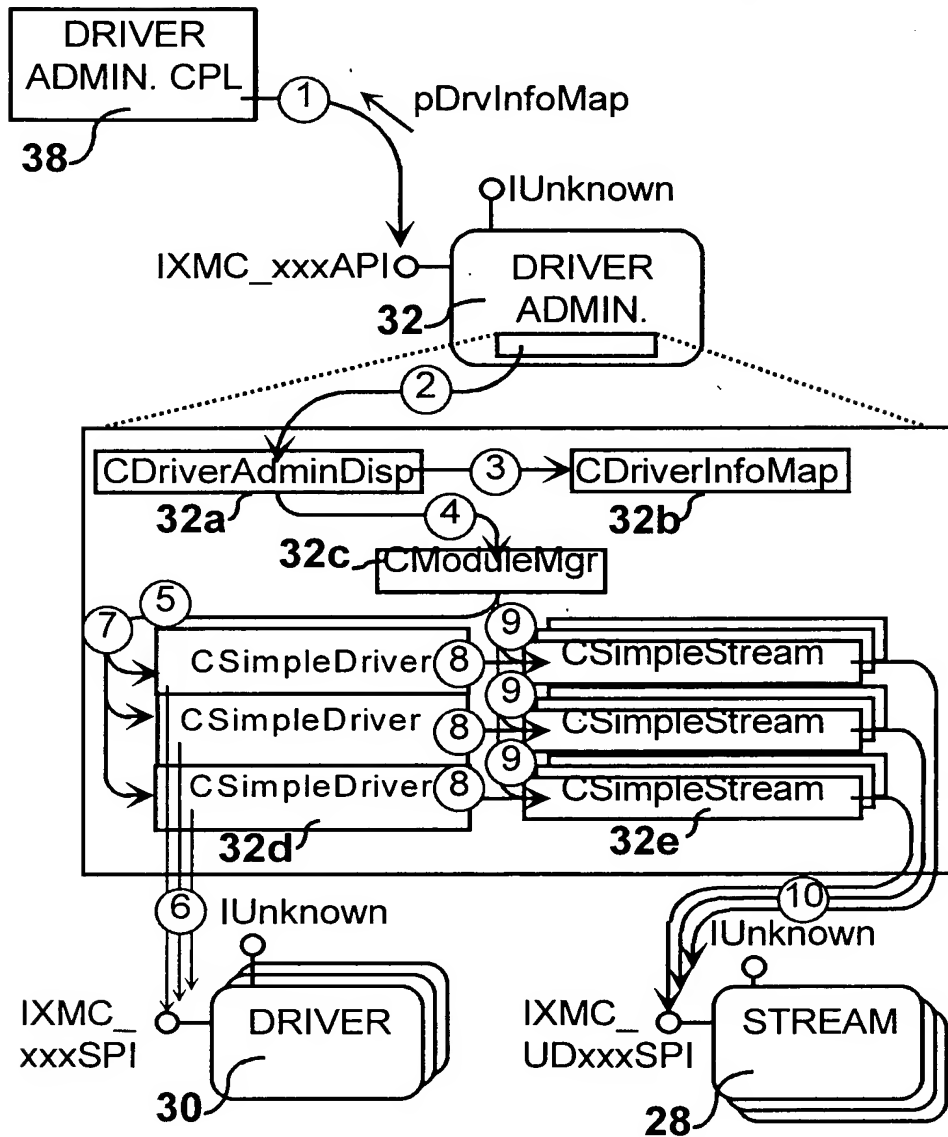 DRIVER
ADMIN. CPL
1
pDrvInfoMap
38
IUnknown
IXMC_xxxAPI
DRIVER
ADMIN.
32
2
CDriverAdminDisp
3
CDriverInfoMap
32a
32b
4
32c
CModuleMgr
5
7
9
CSimpleDriver
8
CSimpleStream
9
CSimpleDriver
8
CSimpleStream
9
CSimpleDriver
8
CSimpleStream
32d
32e
6
10
IUnknown
IUnknown
IXMC_
xxxSPI
DRIVER
30
IXMC_
UDxxxSPI
STREAM
28